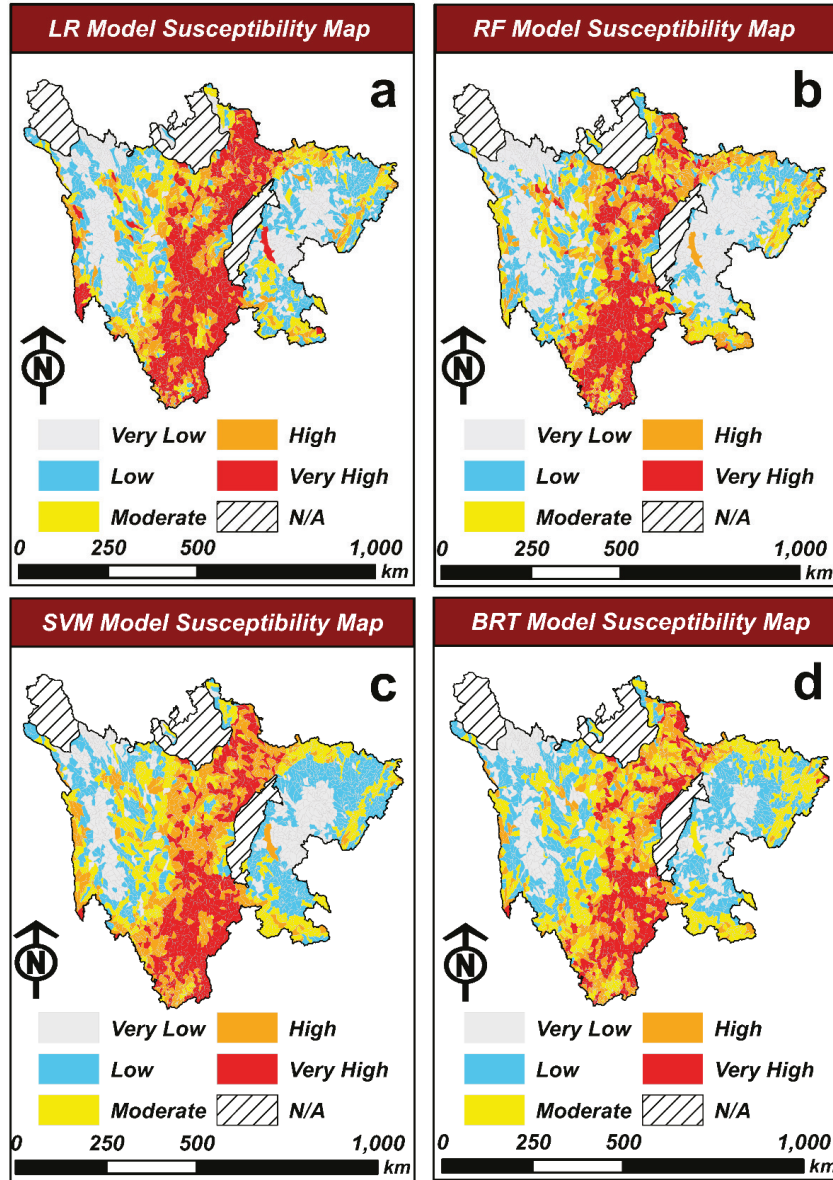 LR Model Susceptibility Map
a
N
Very Low
High
Low
Very High
Moderate
N/A
0 250 500 1,000
km
RF Model Susceptibility Map
b
N
Very Low
High
Low
Very High
Moderate
N/A
0 250 500 1,000
km
SVM Model Susceptibility Map
c
N
Very Low
High
Low
Very High
Moderate
N/A
0 250 500 1,000
km
BRT Model Susceptibility Map
d
N
Very Low
High
Low
Very High
Moderate
N/A
0 250 500 1,000
km